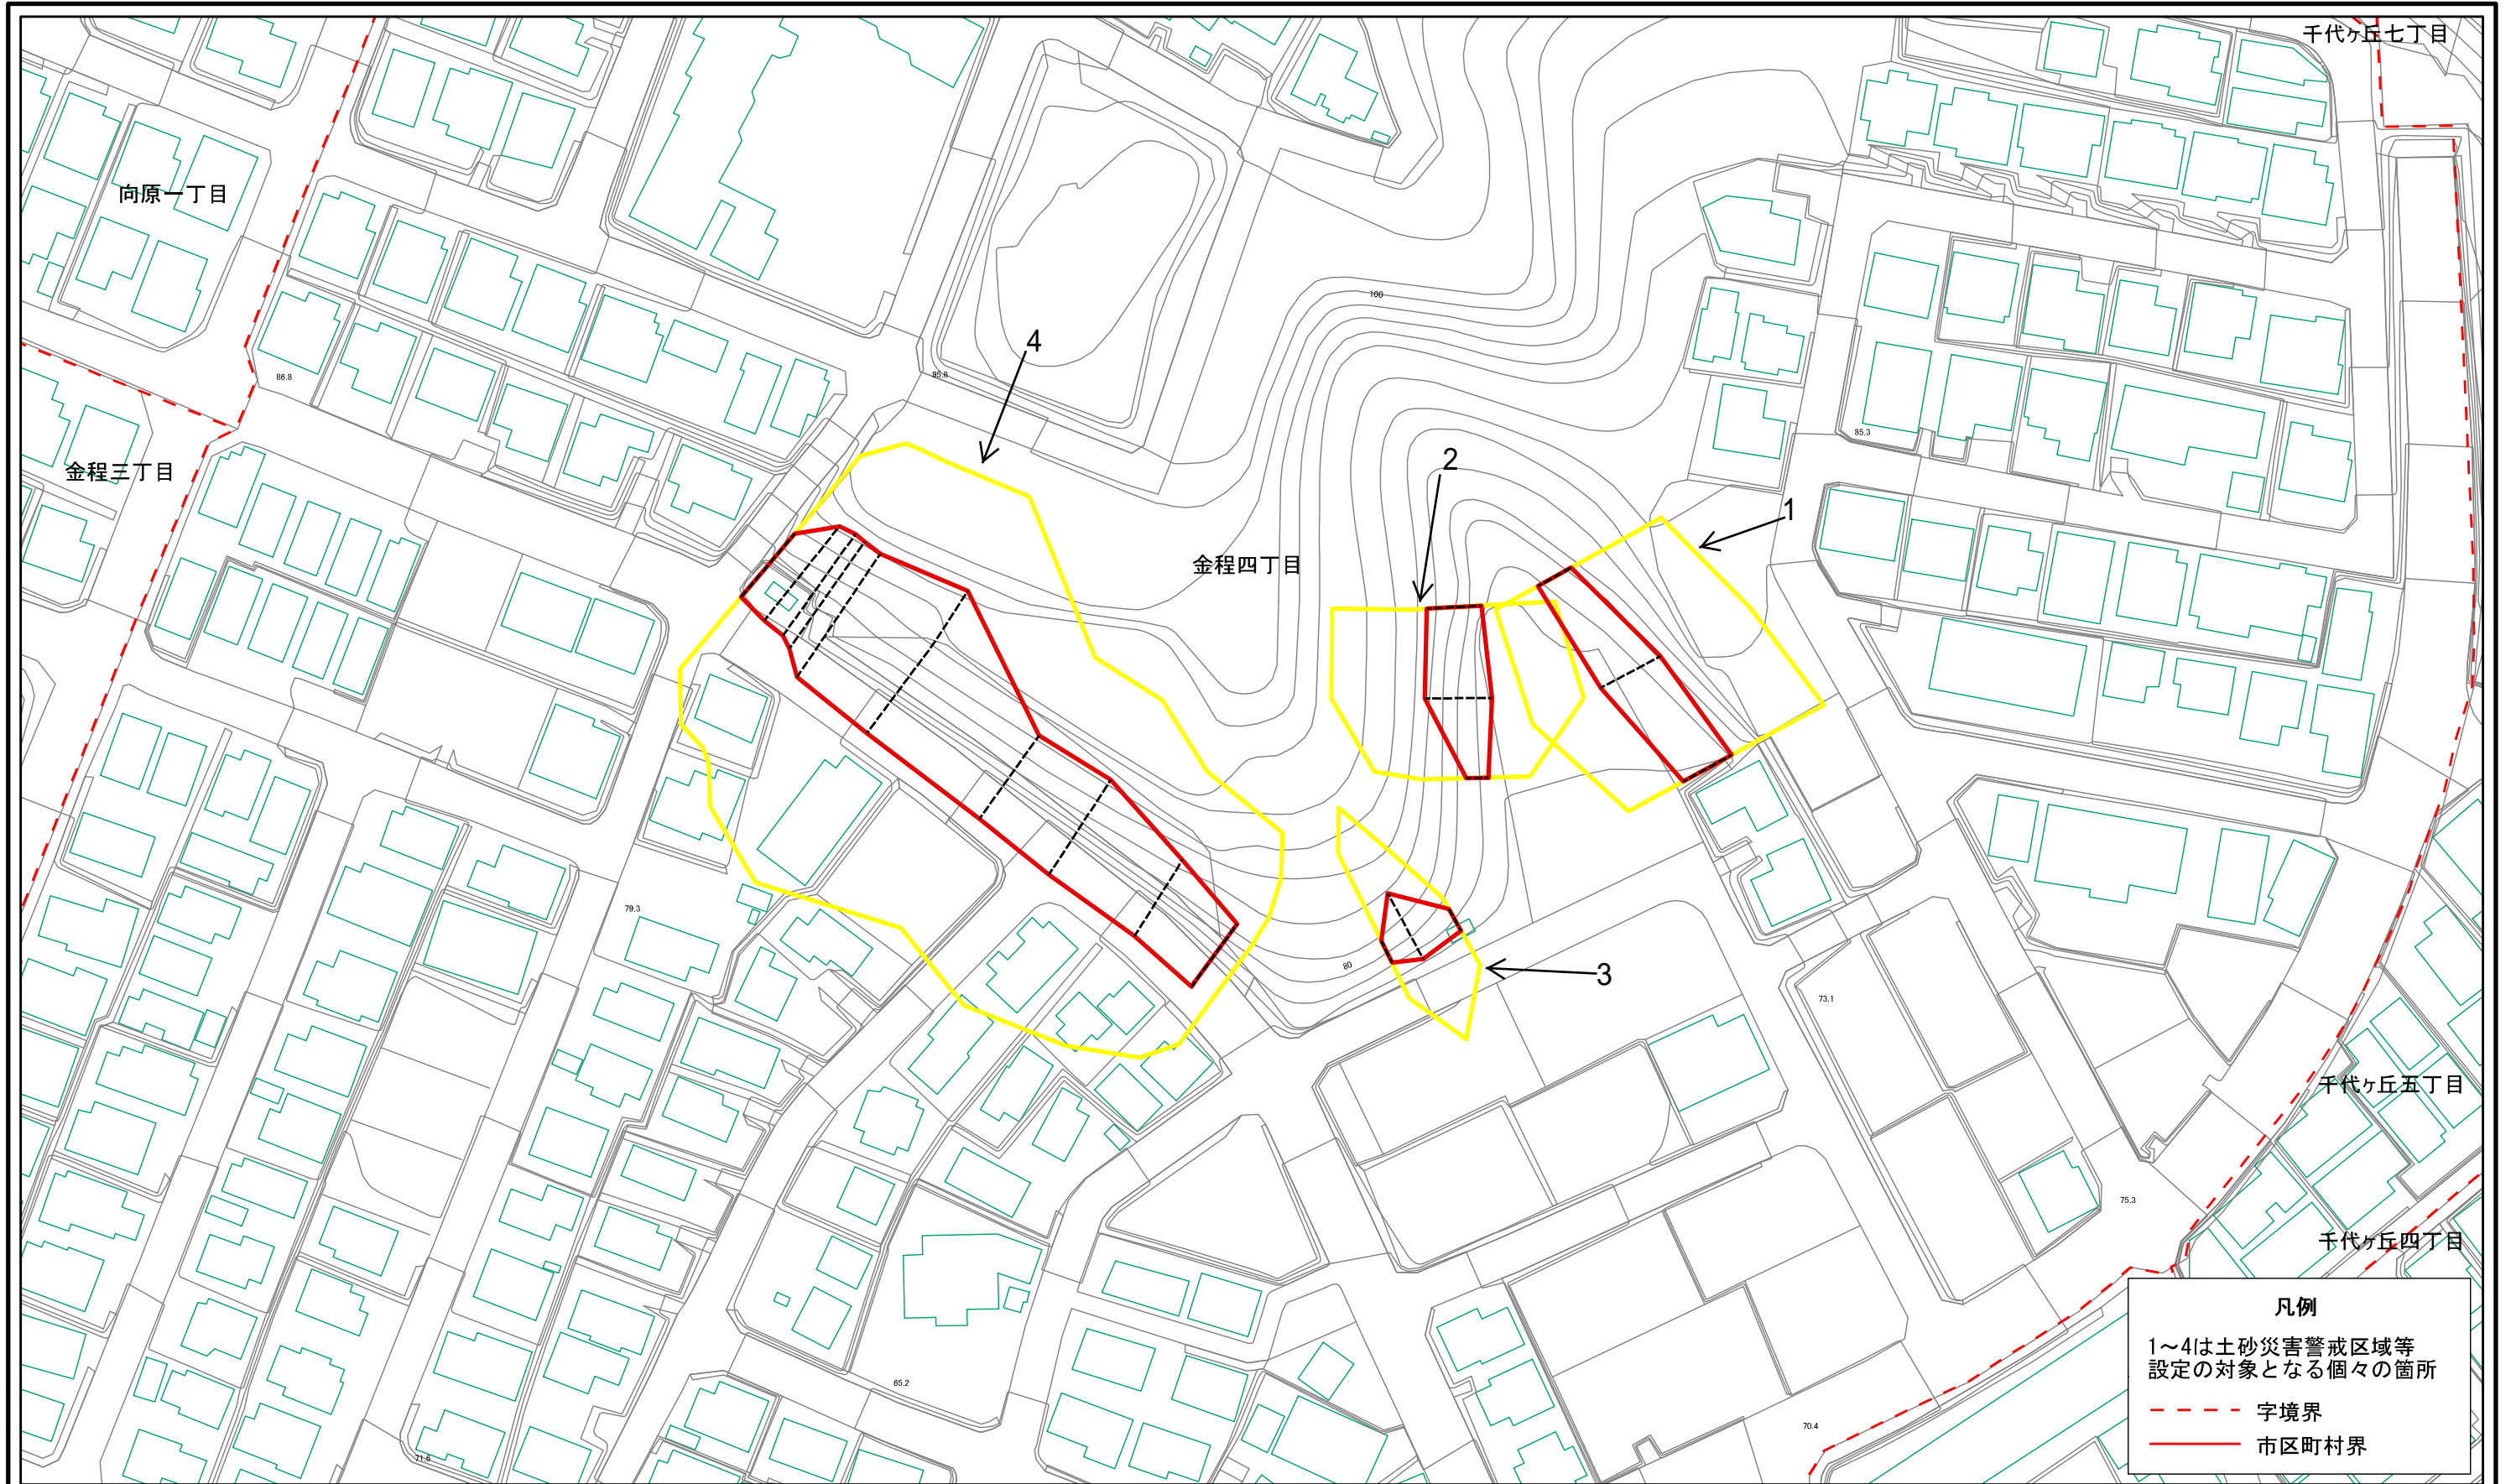 千代ヶ丘七丁目
向原一丁目
100
4
86.8
95.8
85.3
2
金程三丁目
1
金程四丁目
79.3
80
3
73.1
千代ヶ丘五丁目
75.3
千代ヶ丘四丁目
65.2
70.4
71.6
凡例
1～4は土砂災害警戒区域等
設定の対象となる個々の箇所
字境界
市区町村界